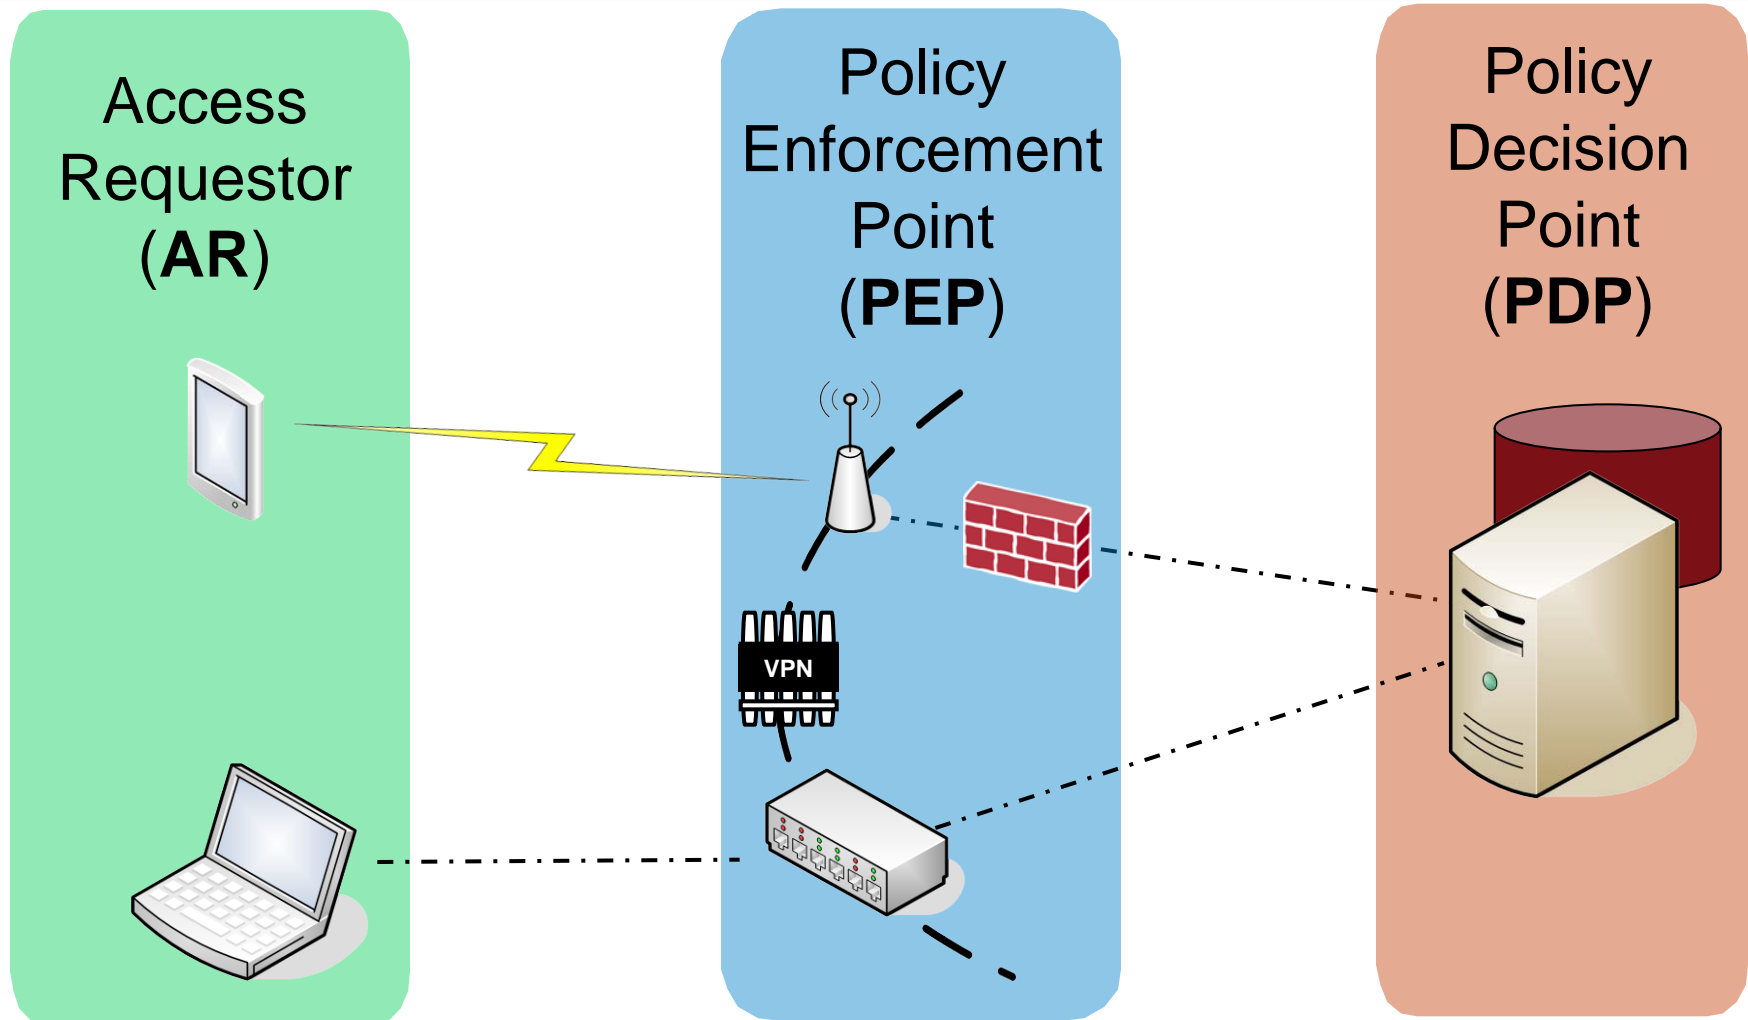 Access
Requestor
(AR)
Policy
Enforcement
Point
(PEP)
VPN
Policy
Decision
Point
(PDP)